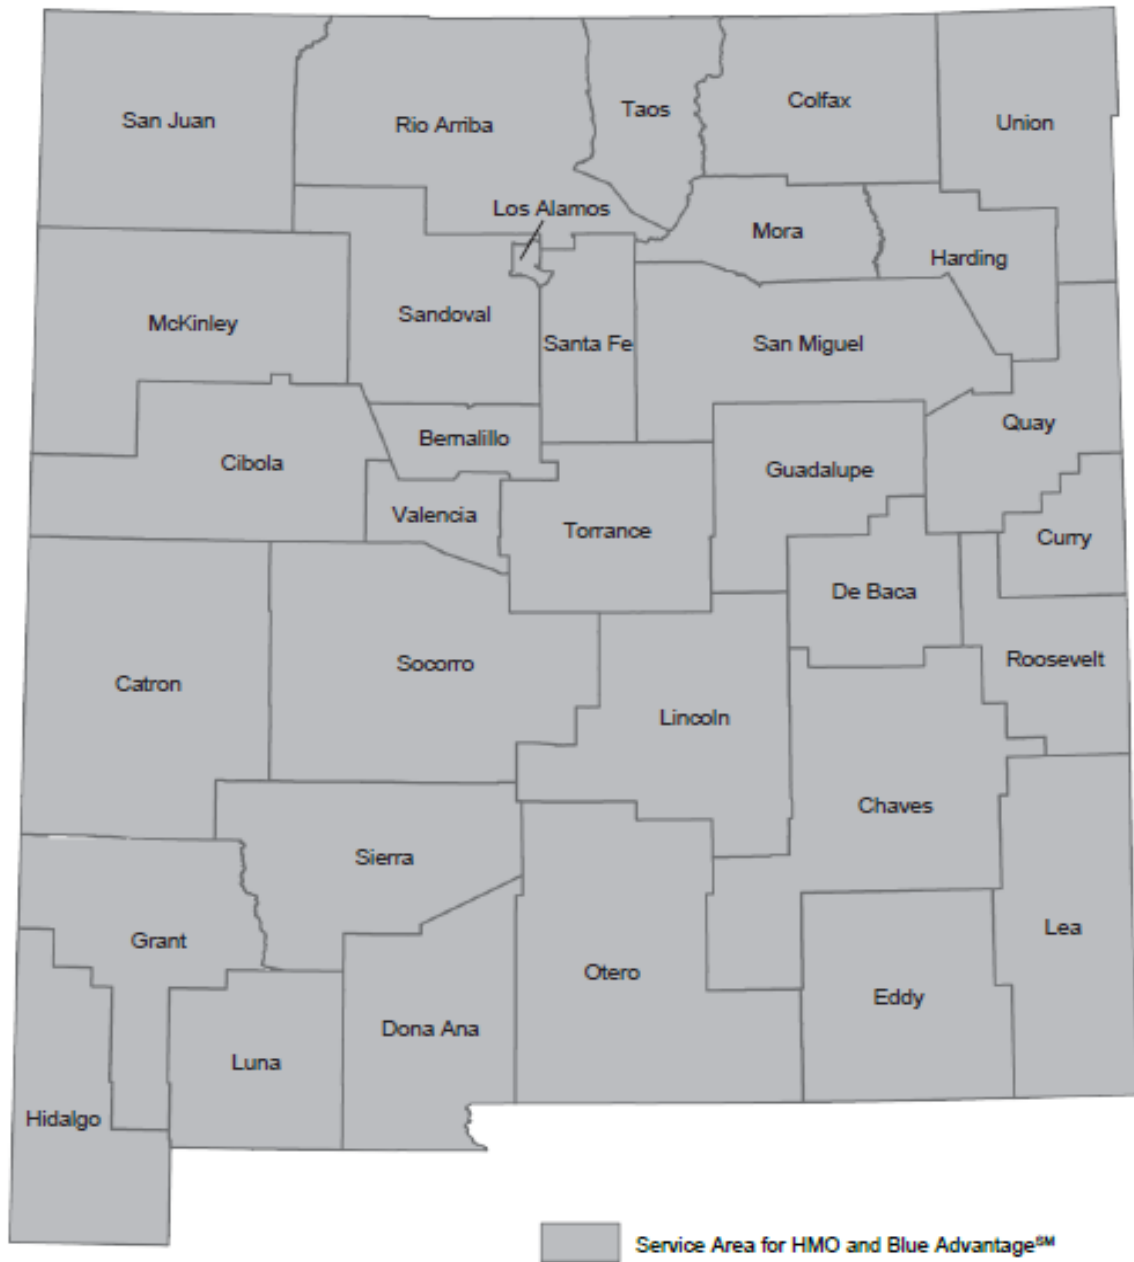 San Juan
Rio Arriba
Taos
Colfax
Union
Los Alamos
Mora
Harding
McKinley
Sandoval
Santa Fe
San Miguel
Quay
Bernalillo
Cibola
Guadalupe
Valencia
Torrance
Curry
De Baca
Catron
Socorro
Roosevelt
Lincoln
Chaves
Sierra
Grant
Lea
Otero
Eddy
Dona Ana
Luna
Hidalgo
Service Area for HMO and Blue Advantage℠